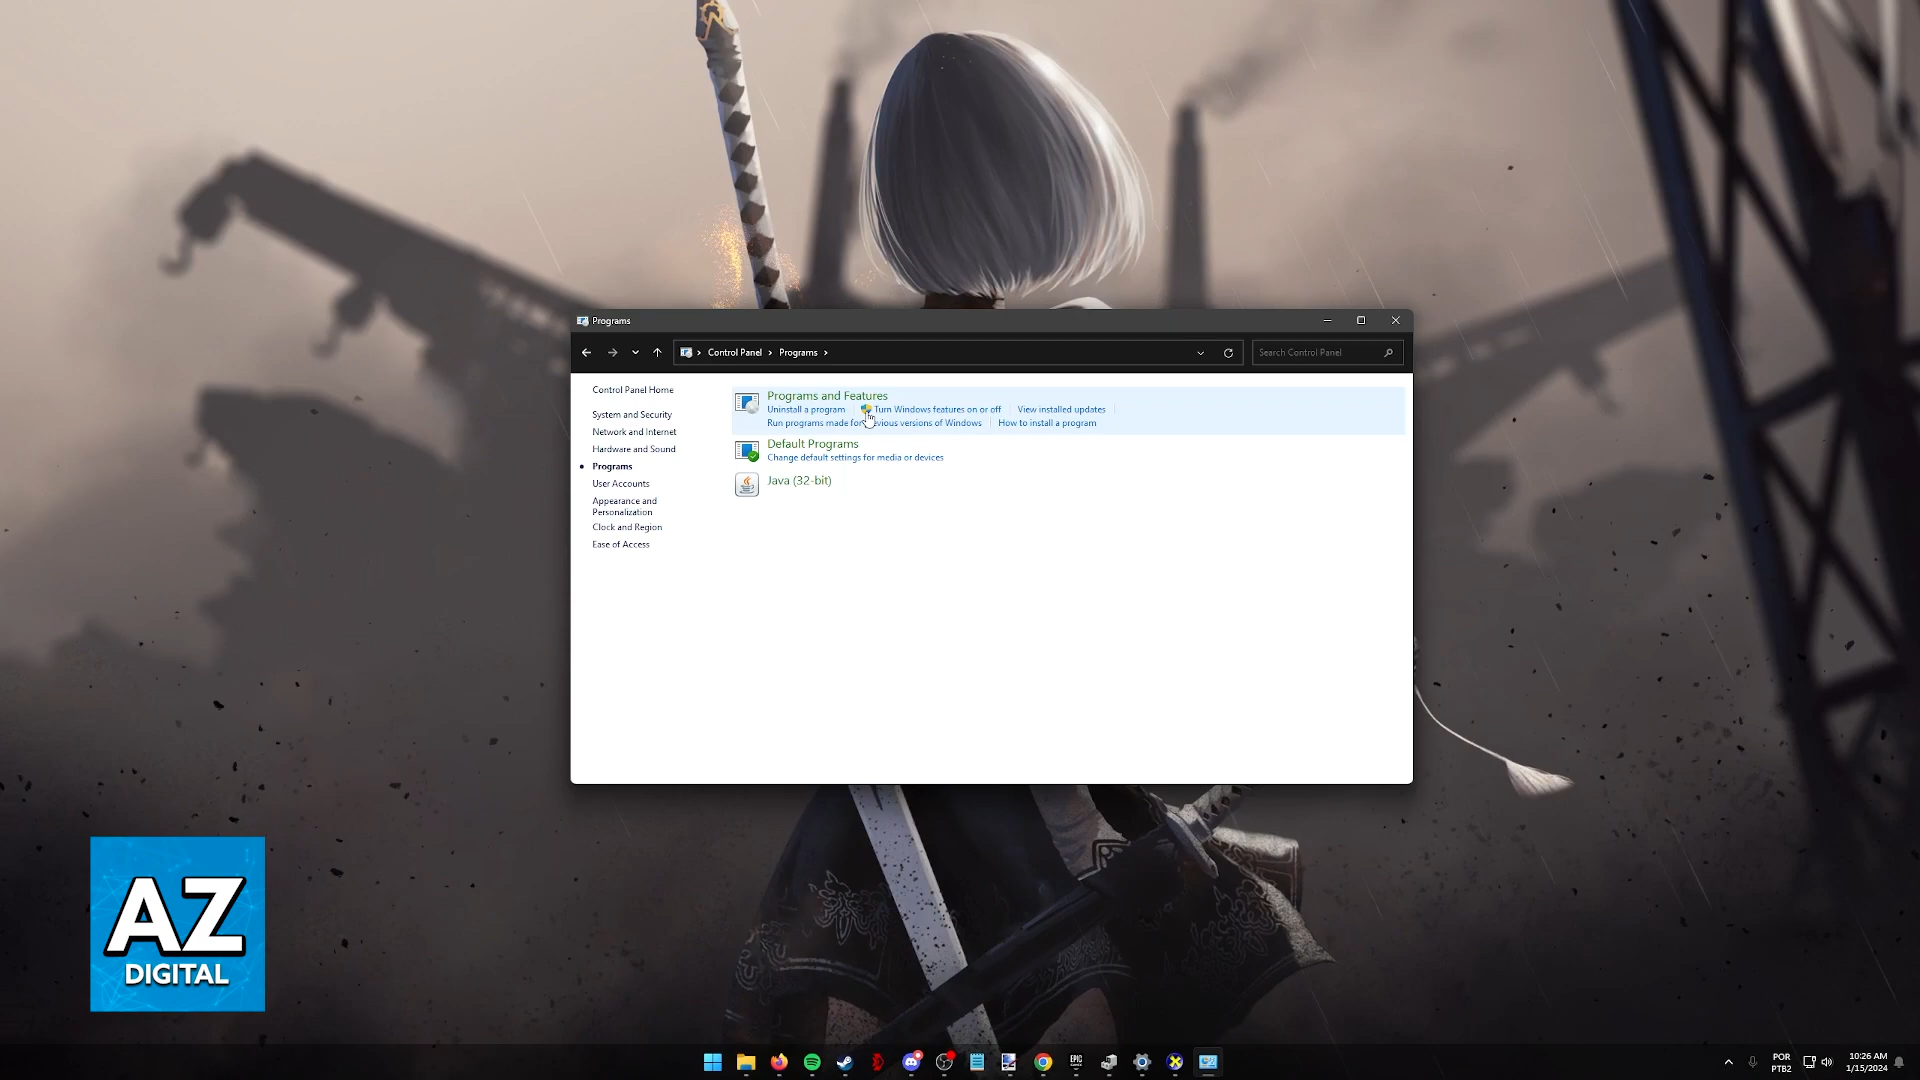 Programs
Control Panel > Programs >
Search Control Panel
Control Panel Home
System and Security
Network and Internet
Hardware and Sound
Programs
User Accounts
Appearance and
Personalization
Clock and Region
Ease of Access
Programs and Features
Uninstall a program
Turn Windows features on or off
View installed updates
Run programs made for previous versions of Windows
How to install a program
Default Programs
Change default settings for media or devices
Java (32-bit)
AZ
DIGITAL
EPIC
POR
PTB2
10:26 AM
1/15/2024